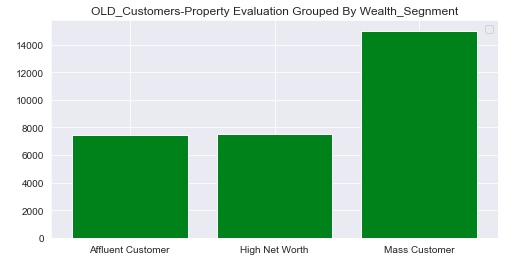 OLD_Customers-Property Evaluation Grouped By Wealth_Segnment
14000
12000
10000
8000
6000
4000
2000
0
Affluent Customer
High Net Worth
Mass Customer